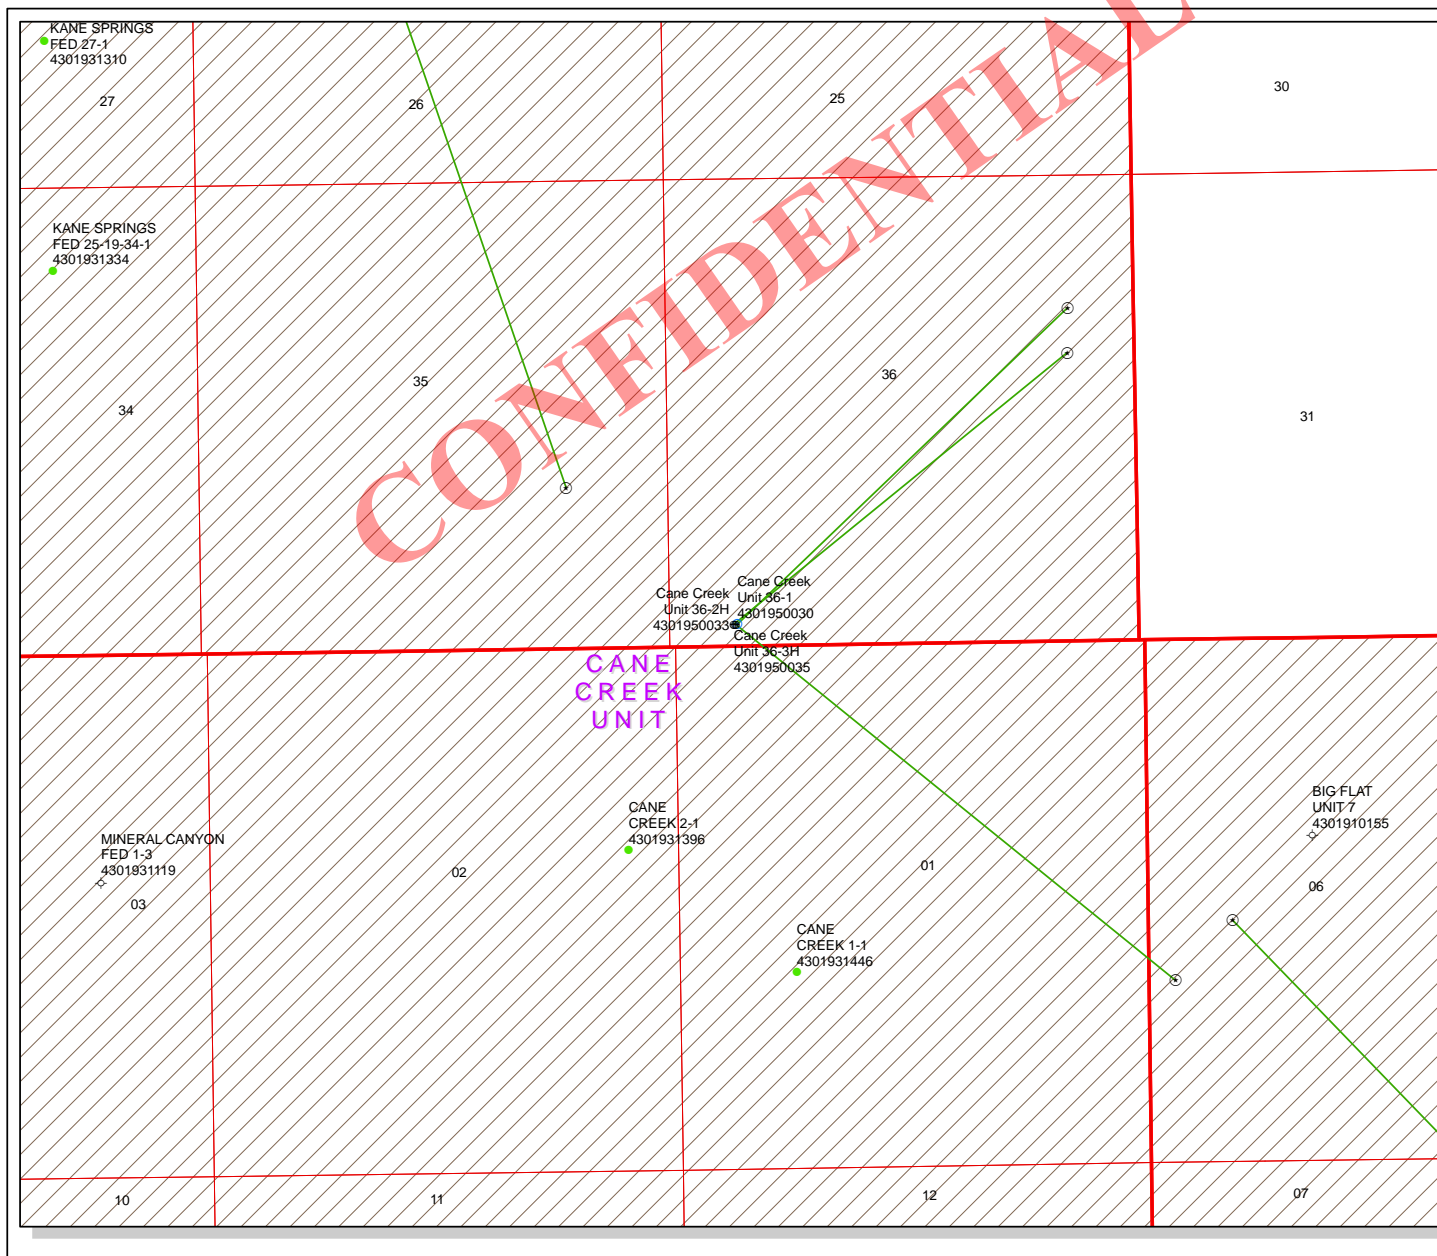 KANE SPRINGS
FED 27-1
4301931310
27
26
25
30
CONFIDENTIAL
KANE SPRINGS
FED 25-19-34-1
4301931334
34
35
36
31
Cane Creek
Unit 36-2H
4301950033
Cane Creek
Unit 36-1
4301950030
Cane Creek
Unit 36-3H
4301950035
CANE
CREEK
UNIT
MINERAL CANYON
FED 1-3
4301931119
03
02
CANE
CREEK 2-1
4301931396
01
CANE
CREEK 1-1
4301931446
BIG FLAT
UNIT 7
4301910155
06
10
11
12
07